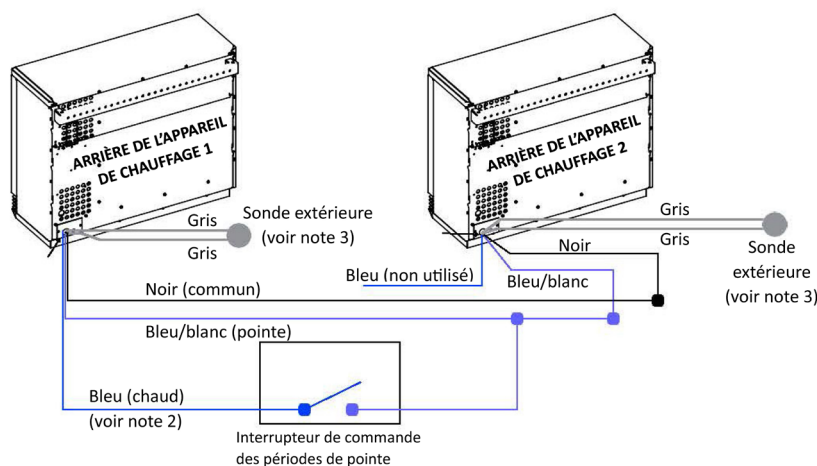 ARRIÈRE DE L'APPAREIL
DE CHAUFFAGE 1
ARRIÈRE DE L'APPAREIL
DE CHAUFFAGE 2
Gris
Gris
Sonde extérieure
(voir note 3)
Gris
Gris
Noir
Sonde
extérieure
(voir note 3)
Bleu (non utilisé)
Bleu/blanc
Noir (commun)
Bleu/blanc (pointe)
Bleu (chaud)
(voir note 2)
Interrupteur de commande
des périodes de pointe